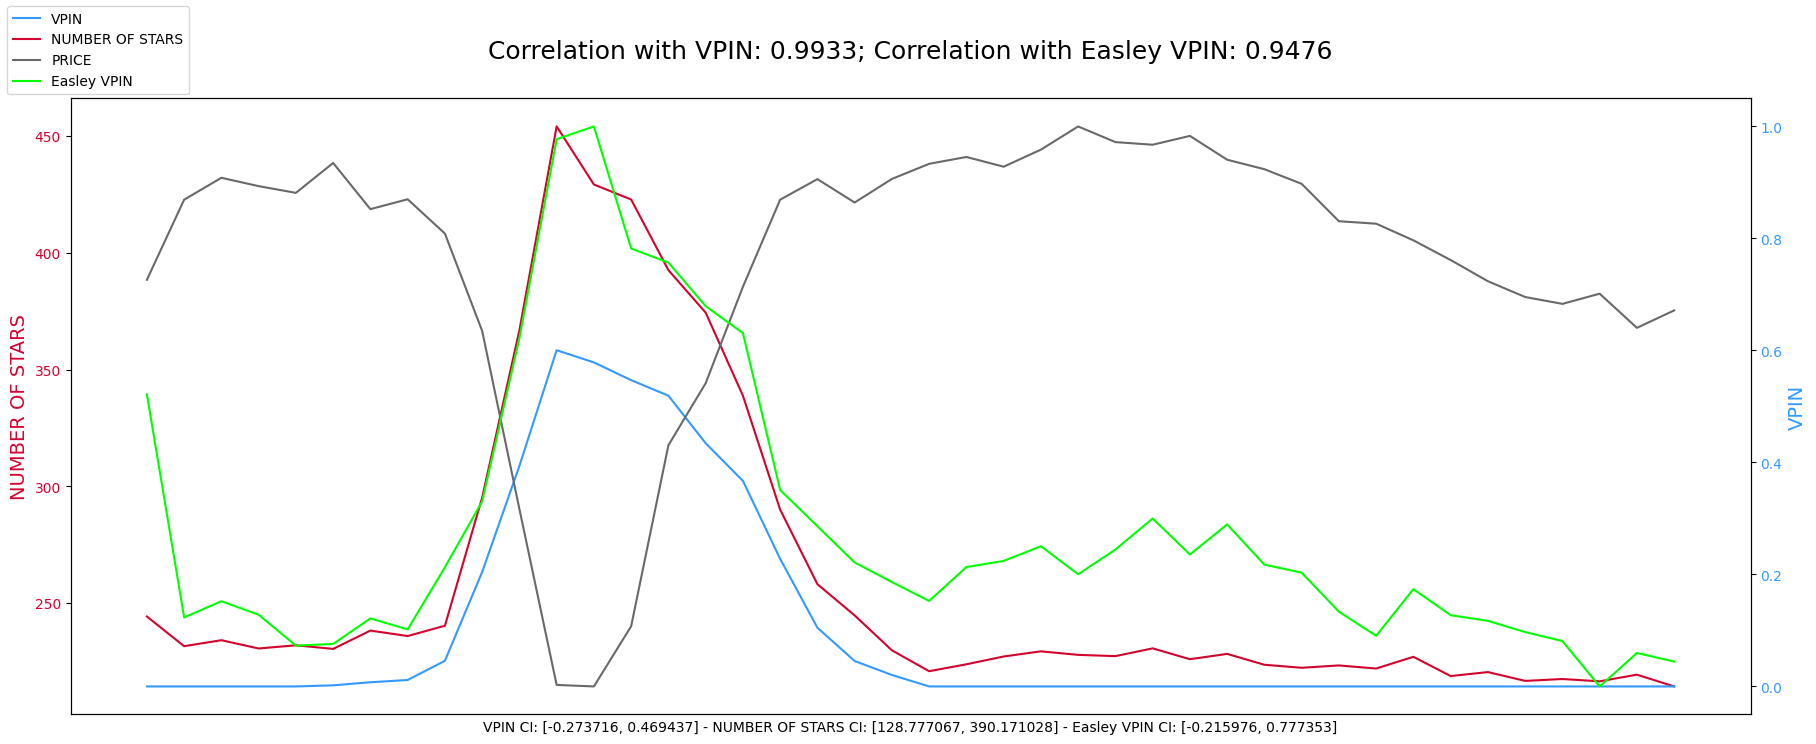 VPIN
NUMBER OF STARS
PRICE
Easley VPIN
Correlation with VPIN: 0.9933; Correlation with Easley VPIN: 0.9476
NUMBER OF STARS
450
400
350
300
250
1.0
0.8
0.6
0.4
0.2
0.0
VPIN
VPIN CI: [-0.273716, 0.469437] - NUMBER OF STARS CI: [128.777067, 390.171028] - Easley VPIN CI: [-0.215976, 0.777353]